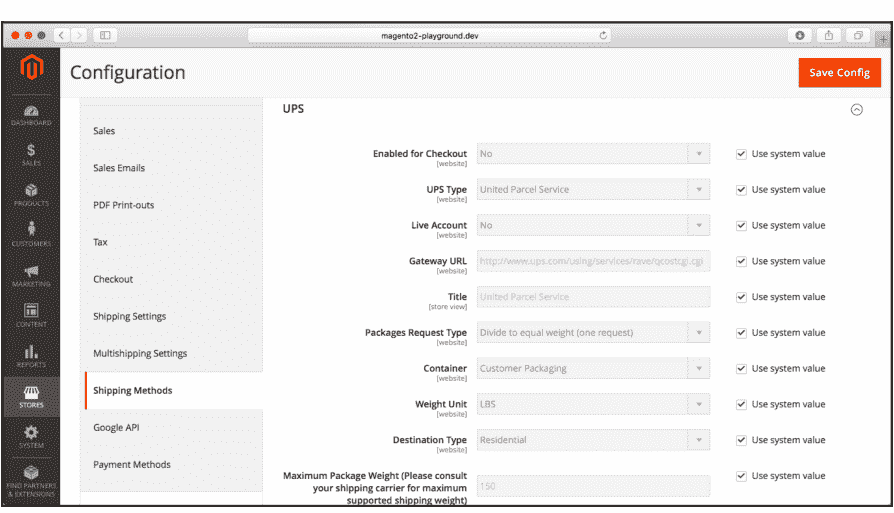 magento2-playground.dev
Configuration
Save Config
DASHBOARD
$
SALES
PRODUCTS
CUSTOMERS
MARKETING
CONTENT
REPORTS
STORES
SYSTEM
FIND PARTNERS
& EXTENSIONS
Sales
Sales Emails
PDF Print-outs
Tax
Checkout
Shipping Settings
Multishipping Settings
Shipping Methods
Google API
Payment Methods
UPS
Enabled for Checkout No Use system value
[website]
UPS Type United Parcel Service Use system value
[website]
Live Account No Use system value
[website]
Gateway URL http://www.ups.com/using/services/rave/qcostcgi.cgi Use system value
[website]
Title United Parcel Service Use system value
[store view]
Packages Request Type Divide to equal weight (one request) Use system value
[website]
Container Customer Packaging Use system value
[website]
Weight Unit LBS Use system value
[website]
Destination Type Residential Use system value
[website]
Maximum Package Weight (Please consult Use system value
your shipping carrier for maximum 150
supported shipping weight)